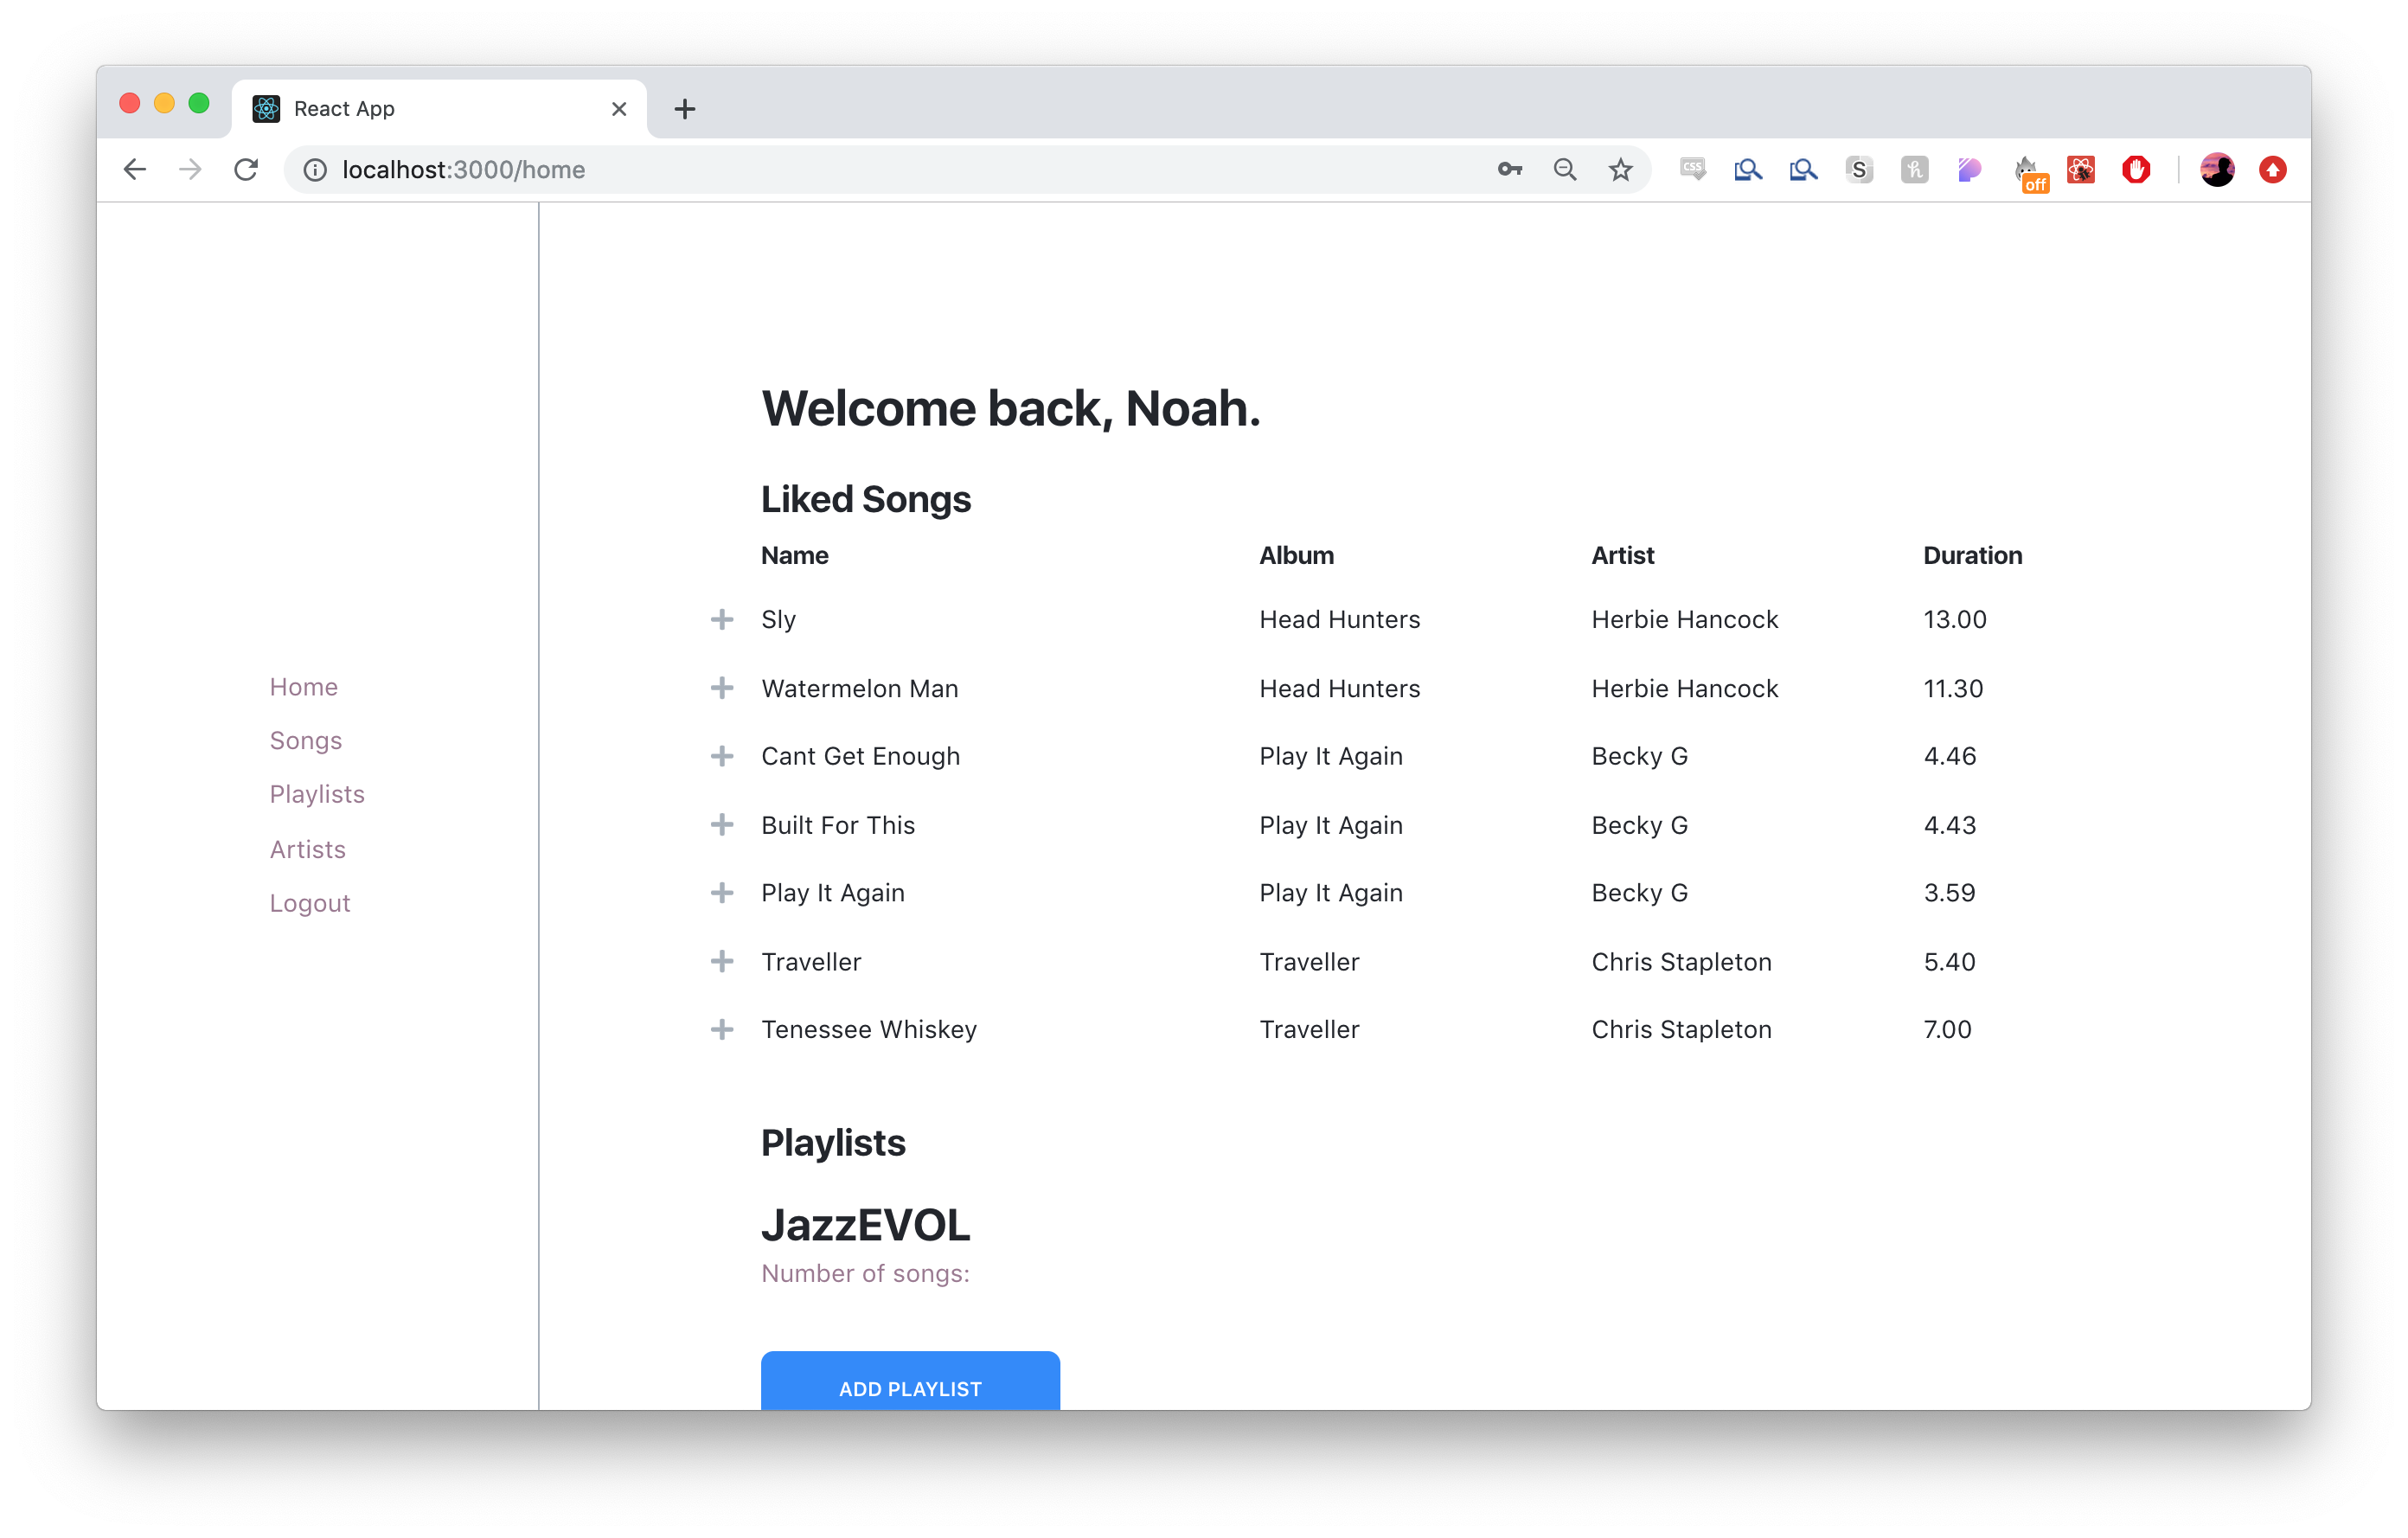 React App
localhost:3000/home
CSS
S
h
off
Home
Songs
Playlists
Artists
Logout
Welcome back, Noah.
Liked Songs
Name Album Artist Duration
Sly Head Hunters Herbie Hancock 13.00
Watermelon Man Head Hunters Herbie Hancock 11.30
Cant Get Enough Play It Again Becky G 4.46
Built For This Play It Again Becky G 4.43
Play It Again Play It Again Becky G 3.59
Traveller Traveller Chris Stapleton 5.40
Tenessee Whiskey Traveller Chris Stapleton 7.00
Playlists
JazzEVOL
Number of songs:
ADD PLAYLIST